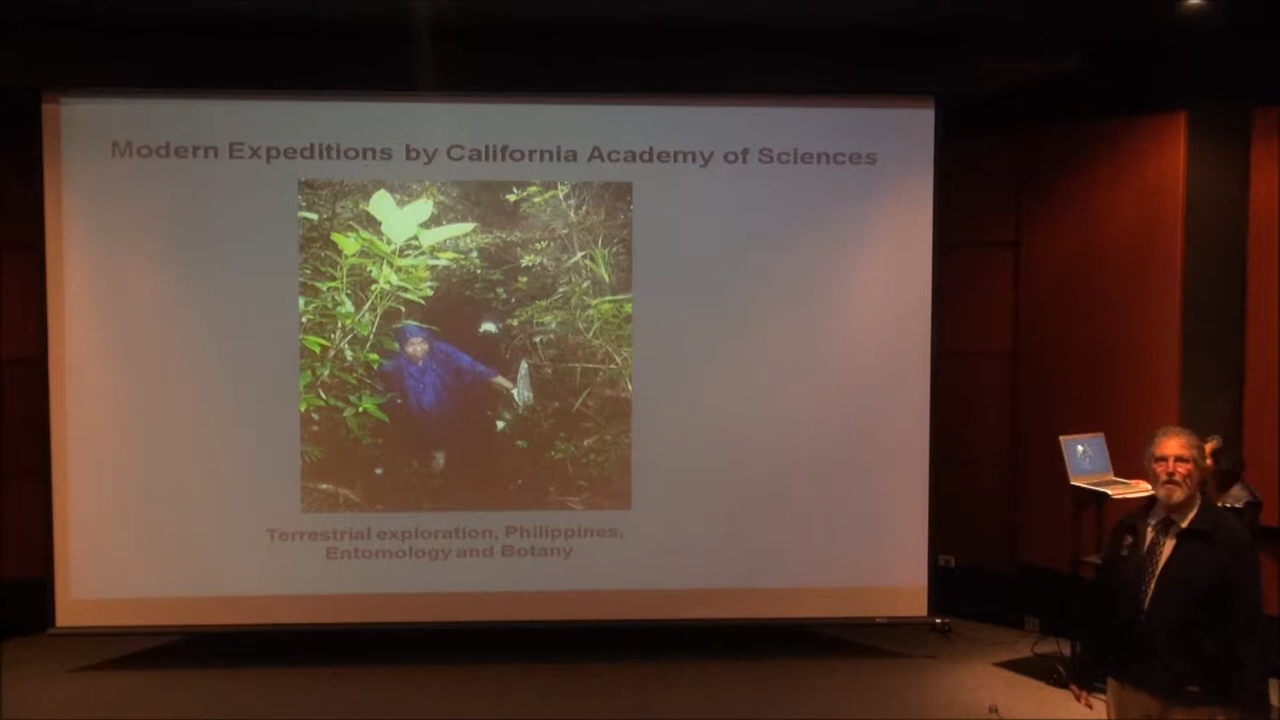 Modern Expeditions by California Academy of Sciences
Terrestrial exploration, Philippines,
Entomology and Botany